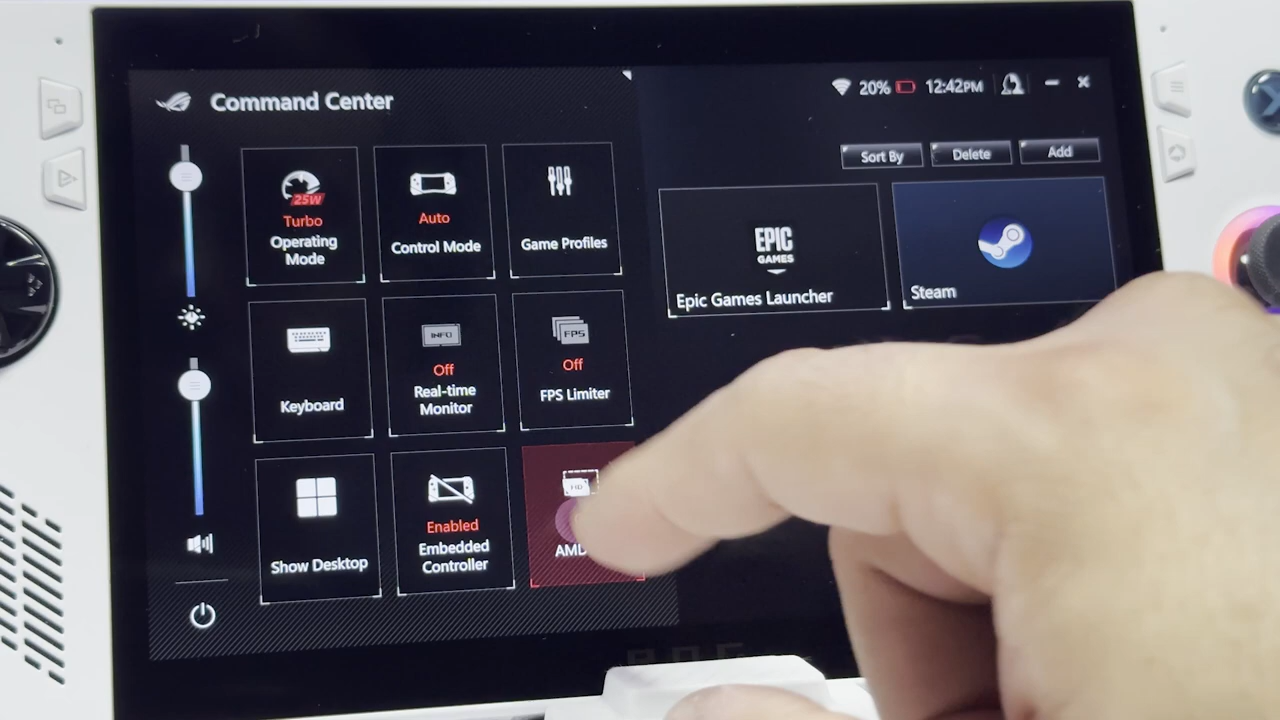 Command Center
20%
12:42PM
Sort By
Delete
Add
25W
Turbo
Operating
Mode
Auto
Control Mode
Game Profiles
EPIC
GAMES
Epic Games Launcher
Steam
Keyboard
INFO
Off
Real-time
Monitor
FPS
Off
FPS Limiter
Show Desktop
Enabled
Embedded
Controller
HD
AMD